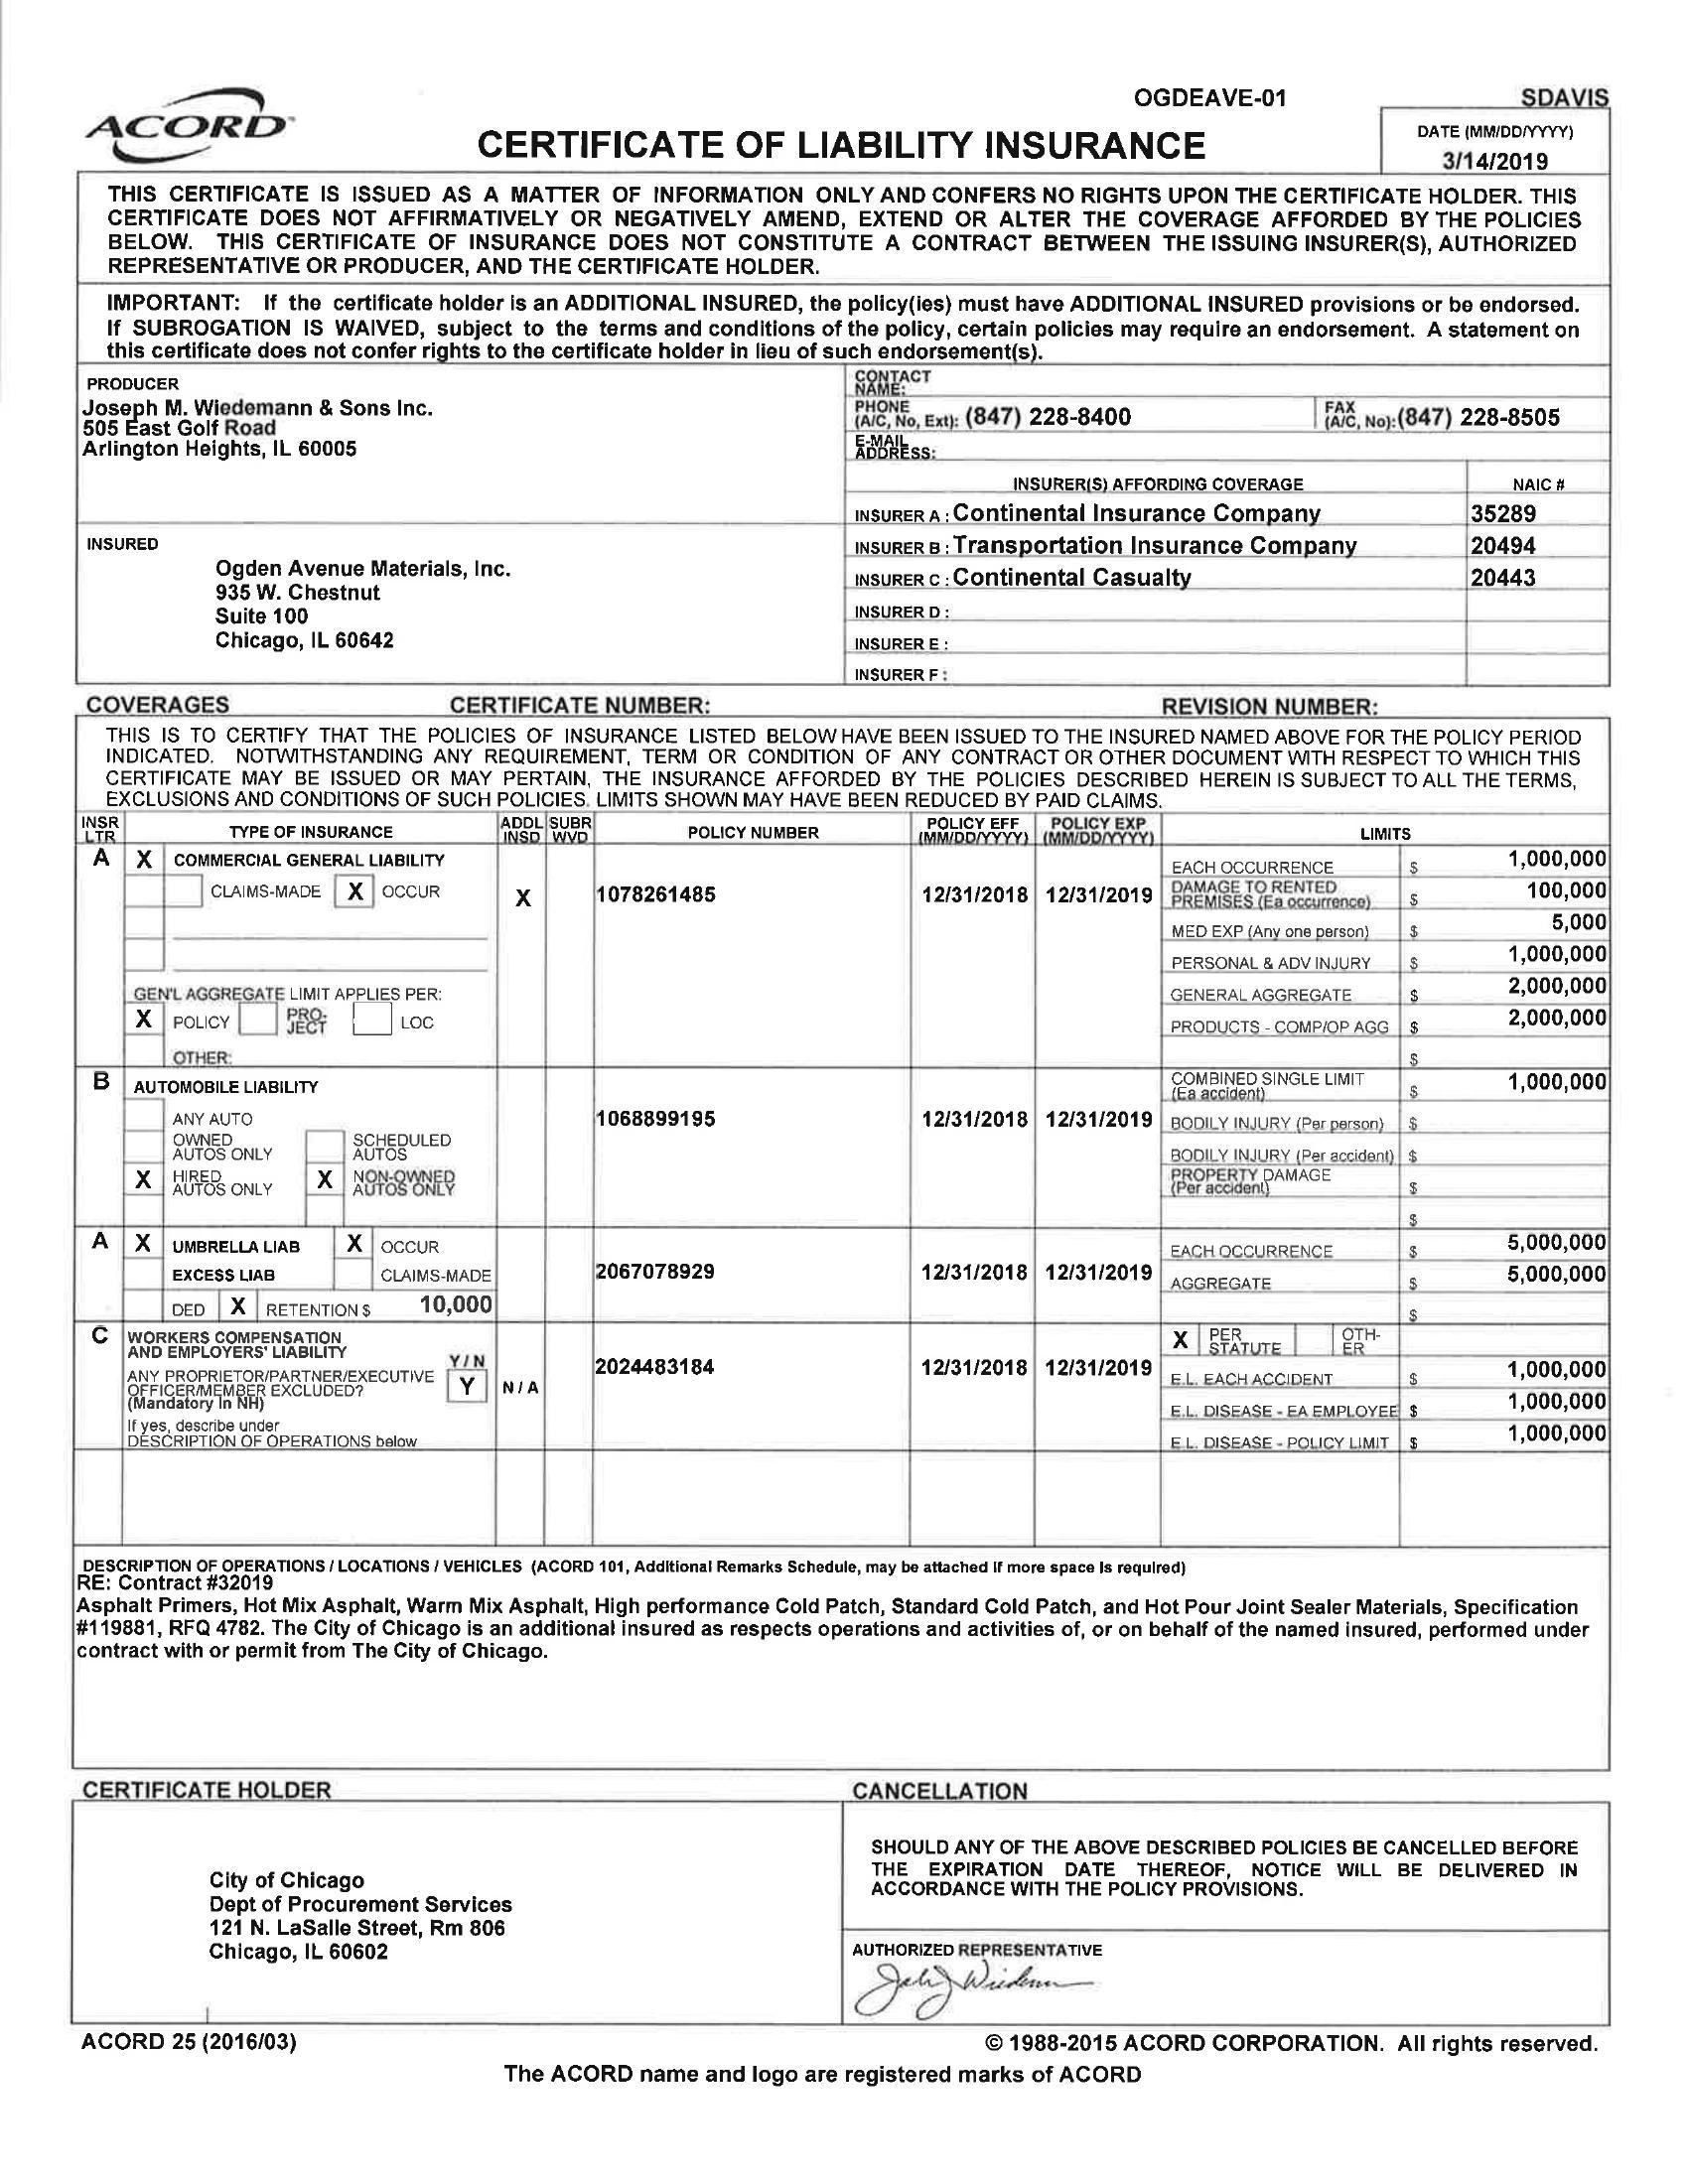 OGDEAVE-01 SDAVIS
ACORD
CERTIFICATE OF LIABILITY INSURANCE
DATE (MM/DD/YYYY)
3/14/2019
THIS CERTIFICATE IS ISSUED AS A MATTER OF INFORMATION ONLY AND CONFERS NO RIGHTS UPON THE CERTIFICATE HOLDER. THIS
CERTIFICATE DOES NOT AFFIRMATIVELY OR NEGATIVELY AMEND, EXTEND OR ALTER THE COVERAGE AFFORDED BY THE POLICIES
BELOW. THIS CERTIFICATE OF INSURANCE DOES NOT CONSTITUTE A CONTRACT BETWEEN THE ISSUING INSURER(S), AUTHORIZED
REPRESENTATIVE OR PRODUCER, AND THE CERTIFICATE HOLDER.
IMPORTANT: If the certificate holder is an ADDITIONAL INSURED, the policy(ies) must have ADDITIONAL INSURED provisions or be endorsed.
If SUBROGATION IS WAIVED, subject to the terms and conditions of the policy, certain policies may require an endorsement. A statement on
this certificate does not confer rights to the certificate holder in lieu of such endorsement(s).
PRODUCER
Joseph M. Wiedemann & Sons Inc.
505 East Golf Road
Arlington Heights, IL 60005
CONTACT
NAME:
PHONE
(A/C, No, Ext): (847) 228-8400
FAX
(A/C, No):(847) 228-8505
E-MAIL
ADDRESS:
INSURER(S) AFFORDING COVERAGE NAIC #
INSURER A : Continental Insurance Company 35289
INSURER B : Transportation Insurance Company 20494
INSURER C : Continental Casualty 20443
INSURER D :
INSURER E :
INSURER F :
INSURED
Ogden Avenue Materials, Inc.
935 W. Chestnut
Suite 100
Chicago, IL 60642
COVERAGES CERTIFICATE NUMBER: REVISION NUMBER:
THIS IS TO CERTIFY THAT THE POLICIES OF INSURANCE LISTED BELOW HAVE BEEN ISSUED TO THE INSURED NAMED ABOVE FOR THE POLICY PERIOD
INDICATED. NOTWITHSTANDING ANY REQUIREMENT, TERM OR CONDITION OF ANY CONTRACT OR OTHER DOCUMENT WITH RESPECT TO WHICH THIS
CERTIFICATE MAY BE ISSUED OR MAY PERTAIN, THE INSURANCE AFFORDED BY THE POLICIES DESCRIBED HEREIN IS SUBJECT TO ALL THE TERMS,
EXCLUSIONS AND CONDITIONS OF SUCH POLICIES. LIMITS SHOWN MAY HAVE BEEN REDUCED BY PAID CLAIMS.
INSR LTR TYPE OF INSURANCE ADDL INSD SUBR WVD POLICY NUMBER POLICY EFF (MM/DD/YYYY) POLICY EXP (MM/DD/YYYY) LIMITS
A X COMMERCIAL GENERAL LIABILITY EACH OCCURRENCE $ 1,000,000
CLAIMS-MADE X OCCUR X 1078261485 12/31/2018 12/31/2019 DAMAGE TO RENTED PREMISES (Ea occurrence) $ 100,000
MED EXP (Any one person) $ 5,000
PERSONAL & ADV INJURY $ 1,000,000
GEN'L AGGREGATE LIMIT APPLIES PER: GENERAL AGGREGATE $ 2,000,000
X POLICY PRO-JECT LOC PRODUCTS - COMP/OP AGG $ 2,000,000
OTHER: $
B AUTOMOBILE LIABILITY COMBINED SINGLE LIMIT (Ea accident) $ 1,000,000
ANY AUTO 1068899195 12/31/2018 12/31/2019 BODILY INJURY (Per person) $
OWNED AUTOS ONLY SCHEDULED AUTOS BODILY INJURY (Per accident) $
X HIRED AUTOS ONLY X NON-OWNED AUTOS ONLY PROPERTY DAMAGE (Per accident) $
$
A X UMBRELLA LIAB X OCCUR EACH OCCURRENCE $ 5,000,000
EXCESS LIAB CLAIMS-MADE 2067078929 12/31/2018 12/31/2019 AGGREGATE $ 5,000,000
DED X RETENTION $ 10,000 $
C WORKERS COMPENSATION AND EMPLOYERS' LIABILITY X PER STATUTE OTH-ER
Y / N
ANY PROPRIETOR/PARTNER/EXECUTIVE OFFICER/MEMBER EXCLUDED? Y N / A 2024483184 12/31/2018 12/31/2019 E.L. EACH ACCIDENT $ 1,000,000
(Mandatory in NH) E.L. DISEASE - EA EMPLOYEE $ 1,000,000
If yes, describe under
DESCRIPTION OF OPERATIONS below E.L. DISEASE - POLICY LIMIT $ 1,000,000
DESCRIPTION OF OPERATIONS / LOCATIONS / VEHICLES (ACORD 101, Additional Remarks Schedule, may be attached if more space is required)
RE: Contract #32019
Asphalt Primers, Hot Mix Asphalt, Warm Mix Asphalt, High performance Cold Patch, Standard Cold Patch, and Hot Pour Joint Sealer Materials, Specification
#119881, RFQ 4782. The City of Chicago is an additional insured as respects operations and activities of, or on behalf of the named insured, performed under
contract with or permit from The City of Chicago.
CERTIFICATE HOLDER
City of Chicago
Dept of Procurement Services
121 N. LaSalle Street, Rm 806
Chicago, IL 60602
CANCELLATION
SHOULD ANY OF THE ABOVE DESCRIBED POLICIES BE CANCELLED BEFORE
THE EXPIRATION DATE THEREOF, NOTICE WILL BE DELIVERED IN
ACCORDANCE WITH THE POLICY PROVISIONS.
AUTHORIZED REPRESENTATIVE
ACORD 25 (2016/03) © 1988-2015 ACORD CORPORATION. All rights reserved.
The ACORD name and logo are registered marks of ACORD